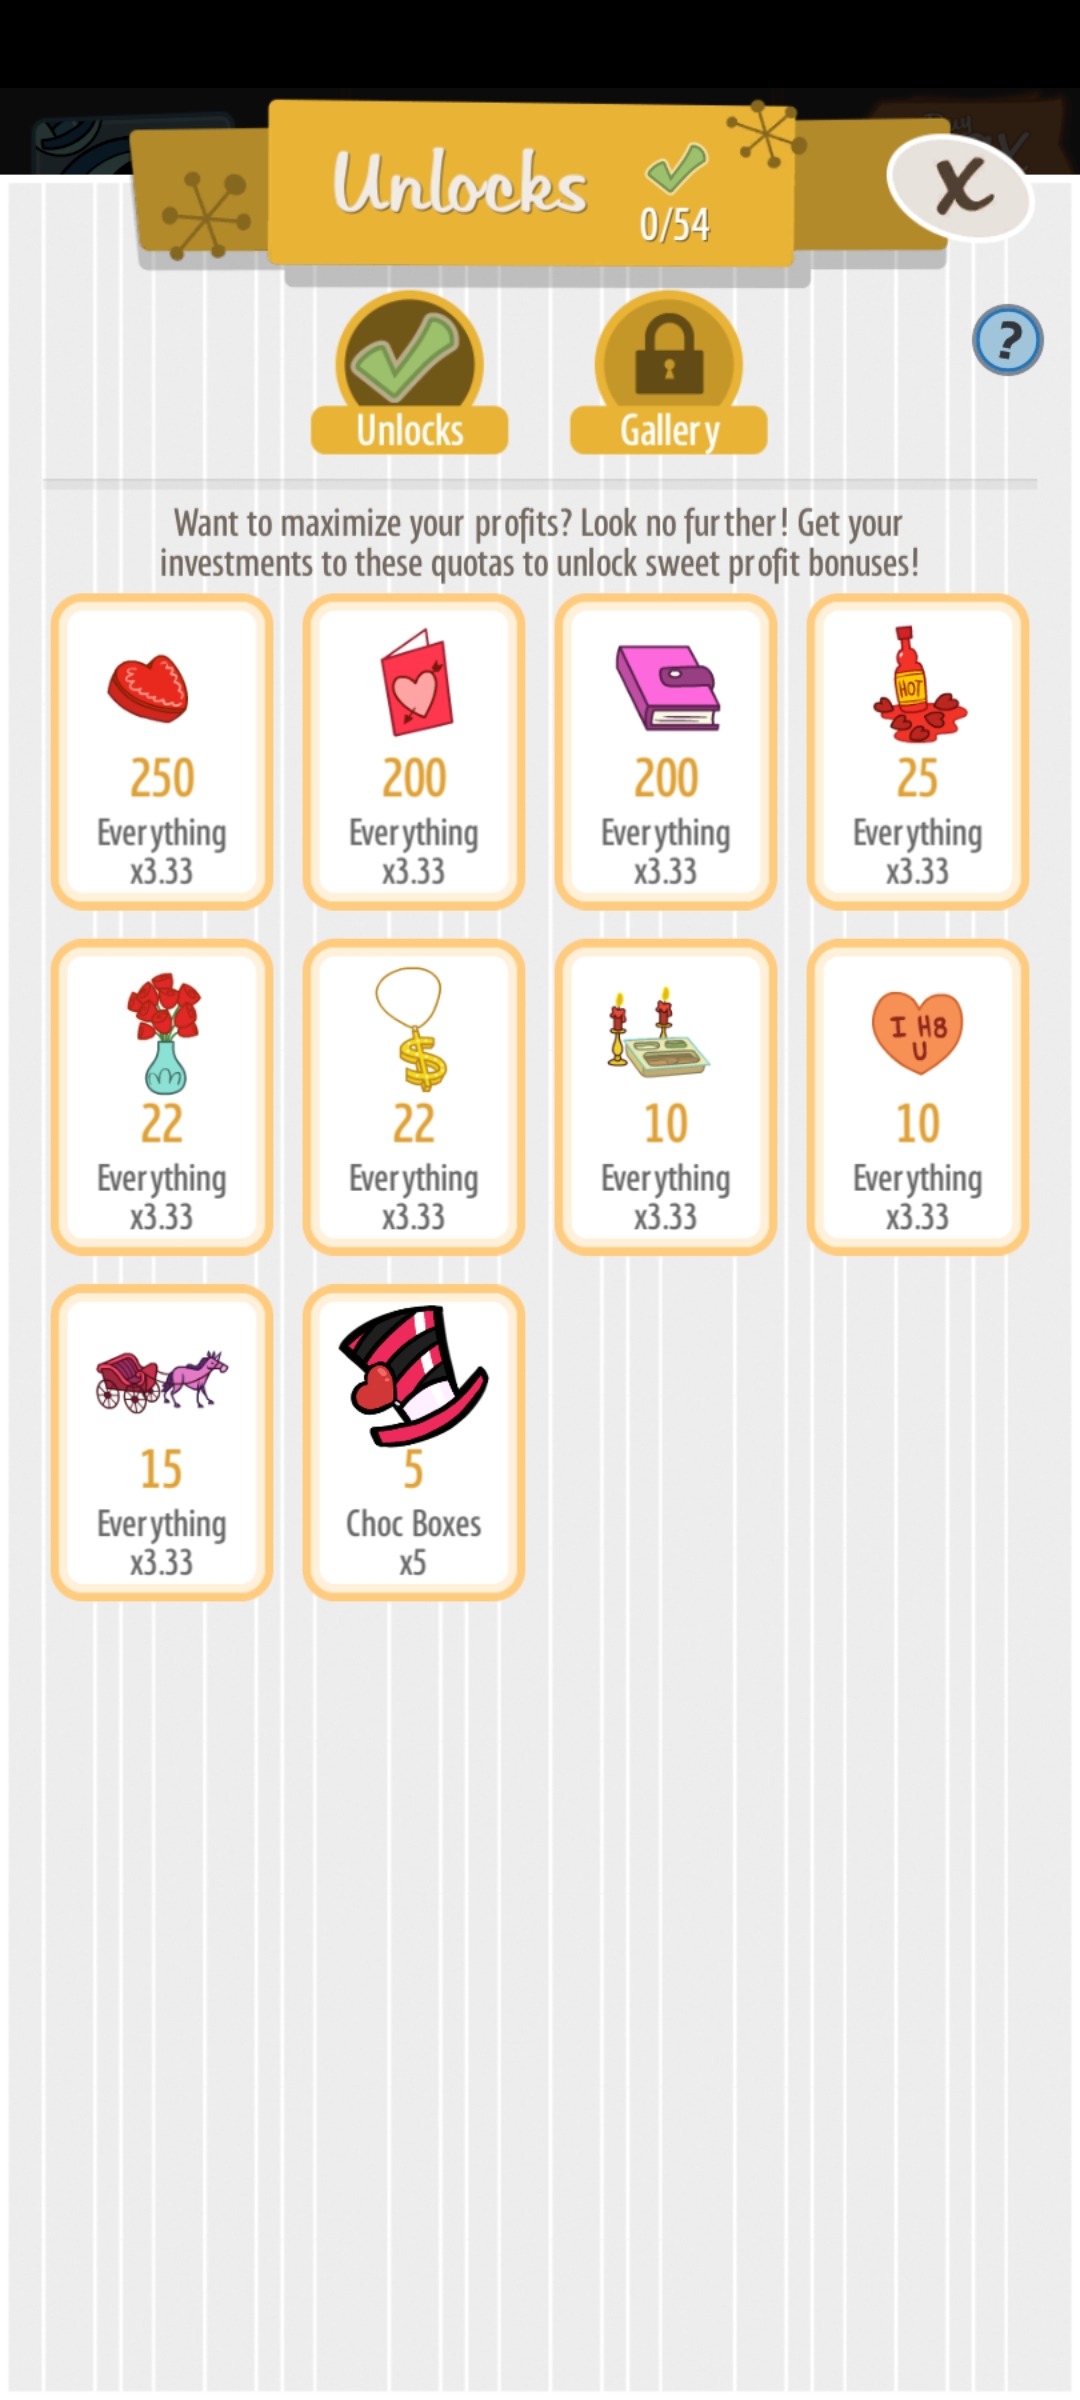 Unlocks
0/54
X
?
Unlocks
Gallery
Want to maximize your profits? Look no further! Get your
investments to these quotas to unlock sweet profit bonuses!
250
Everything
x3.33
200
Everything
x3.33
200
Everything
x3.33
HOT
25
Everything
x3.33
22
Everything
x3.33
$
22
Everything
x3.33
10
Everything
x3.33
I H8
U
10
Everything
x3.33
15
Everything
x3.33
5
Choc Boxes
x5